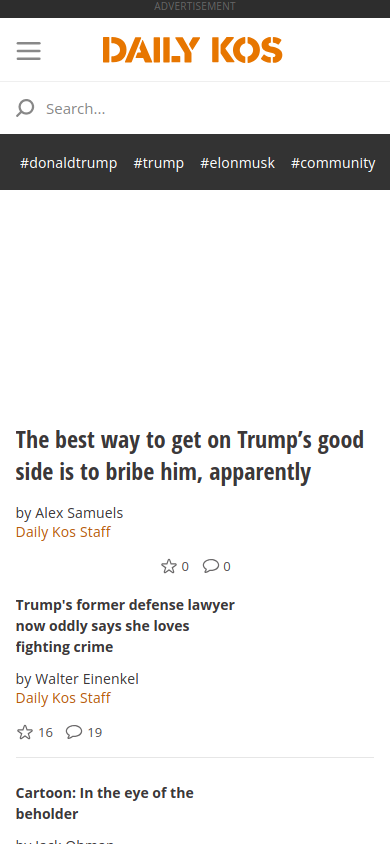 ADVERTISEMENT
DAILY KOS
Search...
#donaldtrump #trump #elonmusk #community
The best way to get on Trump’s good
side is to bribe him, apparently
by Alex Samuels
Daily Kos Staff
0 0
Trump's former defense lawyer
now oddly says she loves
fighting crime
by Walter Einenkel
Daily Kos Staff
16 19
Cartoon: In the eye of the
beholder